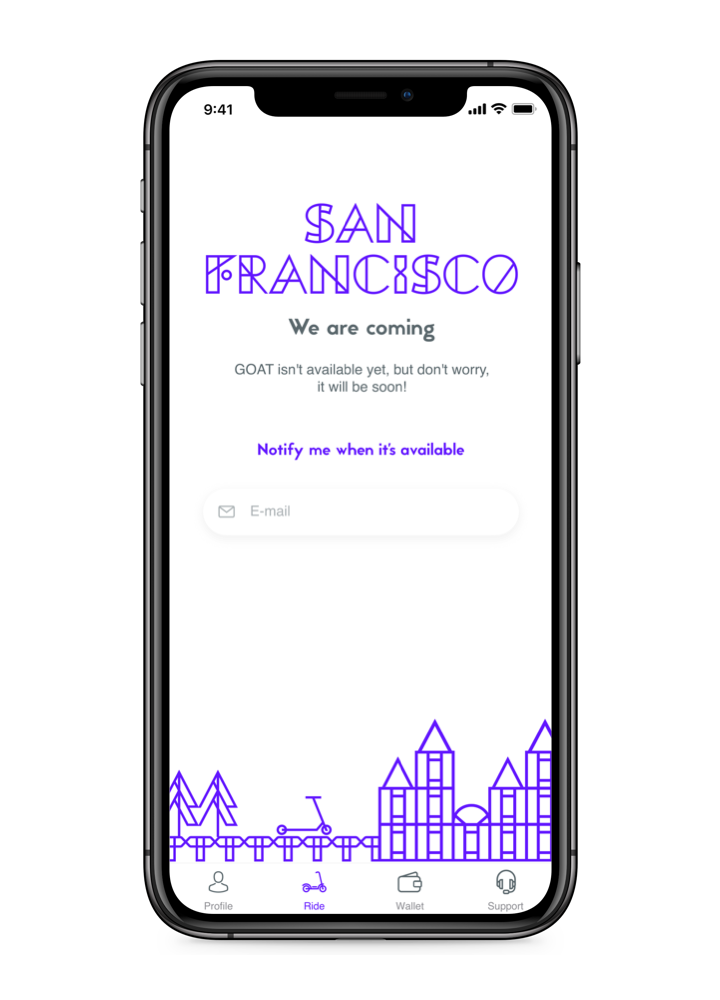 9:41
SAN
FRANCISCO
We are coming
GOAT isn't available yet, but don't worry,
it will be soon!
Notify me when it's available
E-mail
Profile
Ride
Wallet
Support